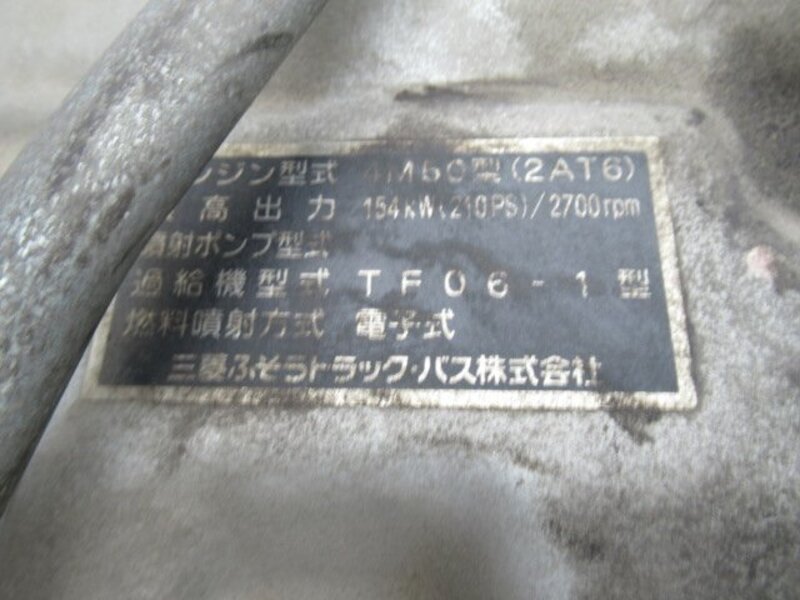 ンジン型式 4M50型(2AT6)
高出力 154kW(210PS)/2700rpm
噴射ポンプ型式
過給機型式 TF06-1型
燃料噴射方式 電子式
三菱ふそうトラック・バス株式会社